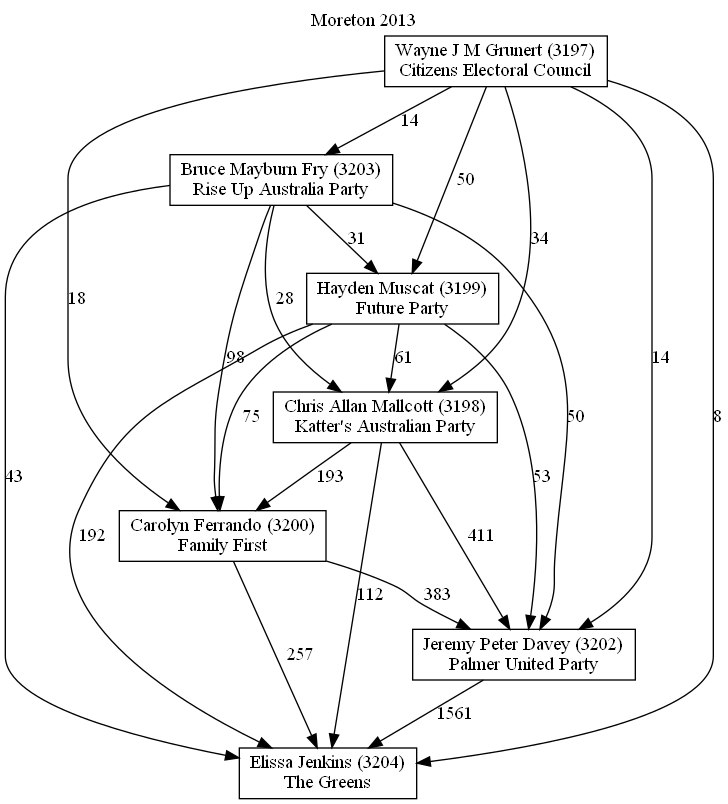 Moreton 2013
Wayne J M Grunert (3197)
Citizens Electoral Council
14
Bruce Mayburn Fry (3203)
Rise Up Australia Party
50
34
31
Hayden Muscat (3199)
Future Party
18
28
98
61
14
75
50
8
Chris Allan Mallcott (3198)
Katter's Australian Party
43
193
53
Carolyn Ferrando (3200)
Family First
192
411
112
383
Jeremy Peter Davey (3202)
Palmer United Party
257
1561
Elissa Jenkins (3204)
The Greens